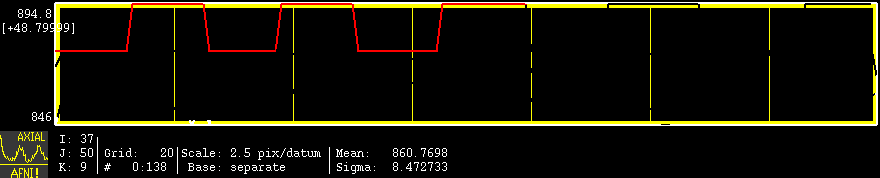 894.8
[+48.79999]
846
AXIAL
AFNI!
I: 37
J: 50 Grid: 20 Scale: 2.5 pix/datum Mean: 860.7698
K: 9 # 0:138 Base: separate Sigma: 8.472733